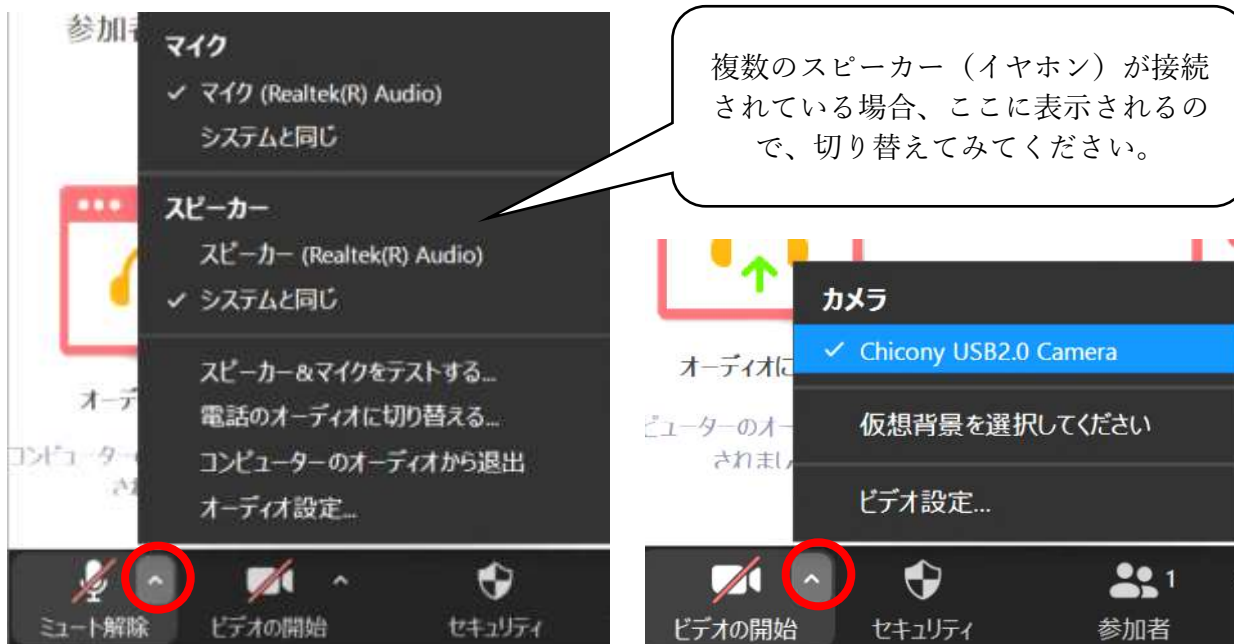 参加
マイク
✓ マイク (Realtek(R) Audio)
システムと同じ
スピーカー
スピーカー (Realtek(R) Audio)
✓ システムと同じ
スピーカー&マイクをテストする...
電話のオーディオに切り替える...
コンピューターのオーディオから退出
オーディオ設定...
オーデ
コンピューター
ミュート解除
ビデオの開始
セキュリティ
複数のスピーカー（イヤホン）が接続
されている場合、ここに表示されるの
で、切り替えてみてください。
カメラ
✓ Chicony USB2.0 Camera
仮想背景を選択してください
ビデオ設定...
オーディオに
ピューターのオー
されまし
ビデオの開始
セキュリティ
1
参加者